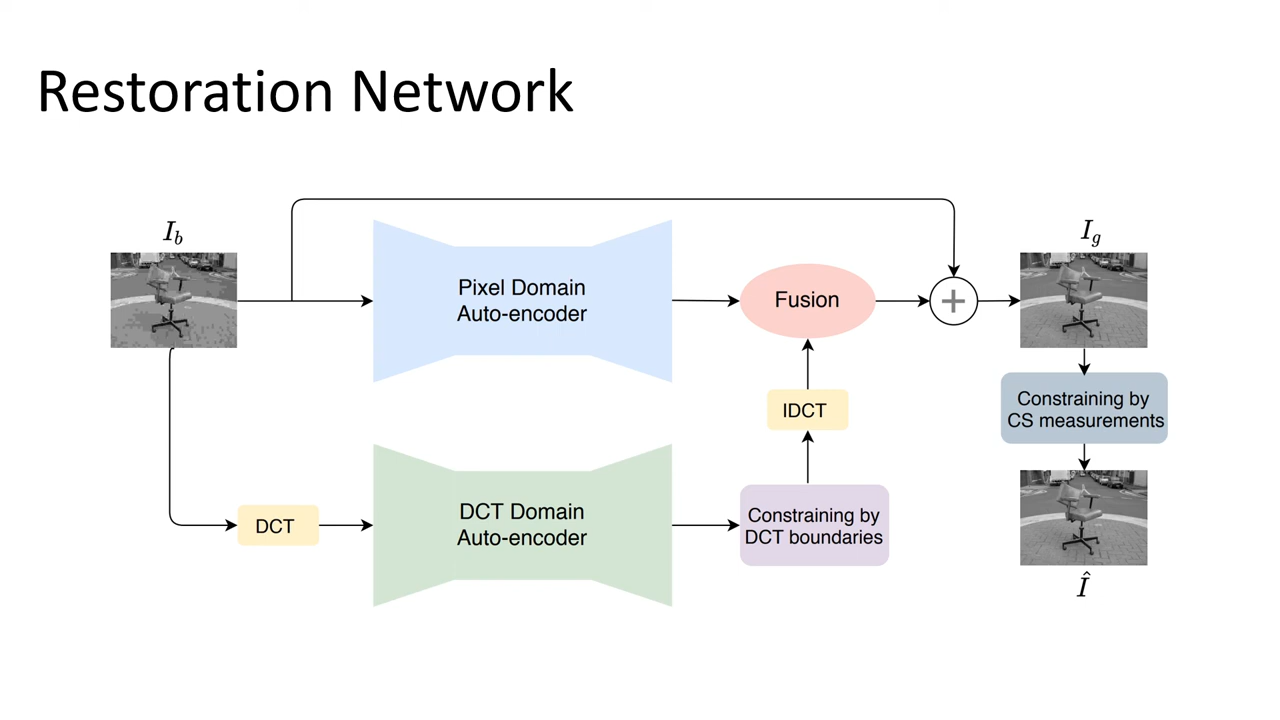 Restoration Network
I_b
I_g
Pixel Domain
Auto-encoder
Fusion
+
Constraining by
CS measurements
IDCT
DCT
DCT Domain
Auto-encoder
Constraining by
DCT boundaries
Î